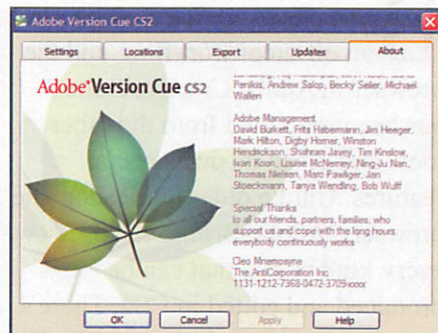 Adobe Version Cue CS2
Settings
Locations
Export
Updates
About
Adobe Version Cue CS2
Penikis, Andrew Salop, Becky Seiler, Michael
Wallen
Adobe Management
David Burkett, Frits Habermann, Jim Heeger,
Mark Hilton, Digby Horner, Winston
Hendrickson, Shahram Javey, Tim Kinslow,
Ivan Koon, Louise McNerney, Ning-Ju Nan,
Thomas Nielsen, Marc Pawliger, Jan
Stoeckmann, Tanya Wendling, Bob Wulff
Special Thanks
to all our friends, partners, families, who
support us and cope with the long hours
everybody continuously works
Cleo Mnemosyne
The AntiCorporation Inc
1131-1212-7368-0472-3709-xxxx
OK
Cancel
Apply
Help